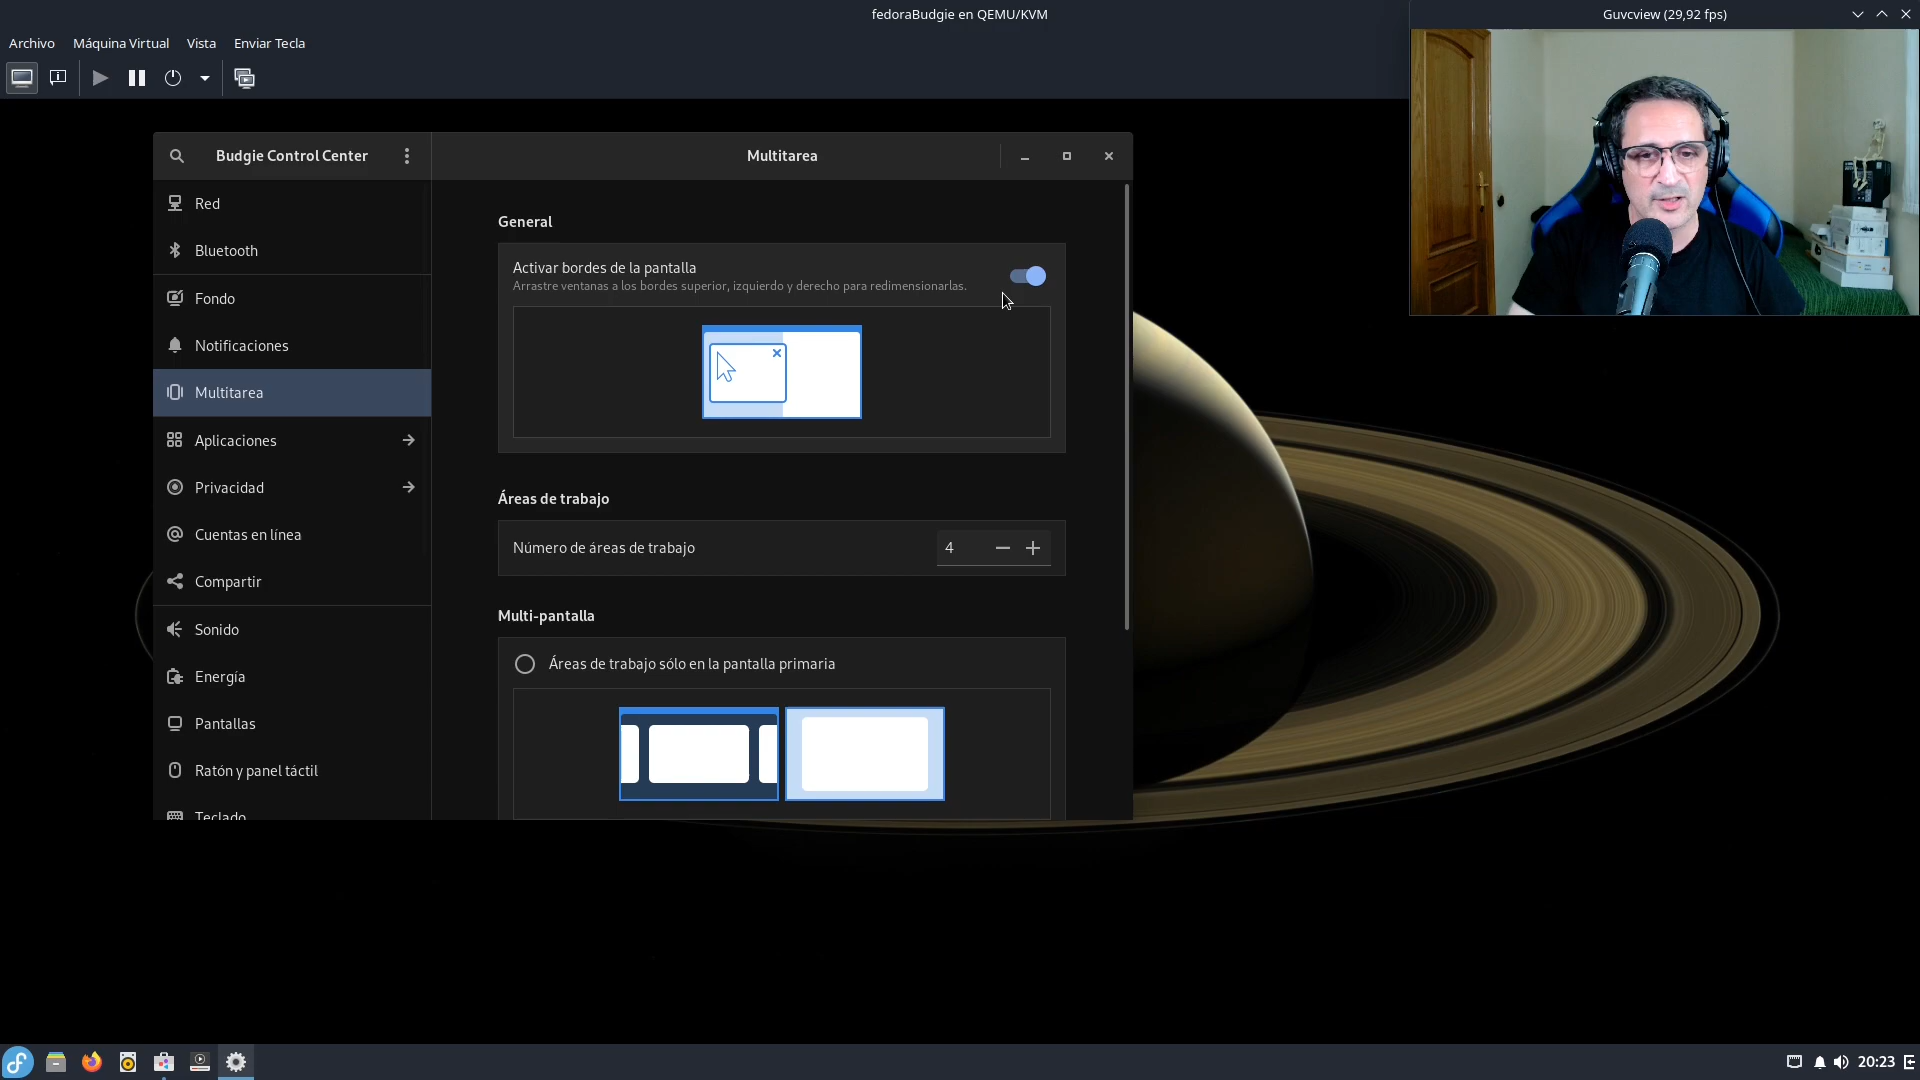 fedoraBudgie en QEMU/KVM
Guvcview (29,92 fps)
Archivo
Máquina Virtual
Vista
Enviar Tecla
Budgie Control Center
Multitarea
Red
Bluetooth
Fondo
Notificaciones
Multitarea
Aplicaciones
Privacidad
Cuentas en línea
Compartir
Sonido
Energía
Pantallas
Ratón y panel táctil
Teclado
General
Activar bordes de la pantalla
Arrastre ventanas a los bordes superior, izquierdo y derecho para redimensionarlas.
Áreas de trabajo
Número de áreas de trabajo
4
Multi-pantalla
Áreas de trabajo sólo en la pantalla primaria
20:23